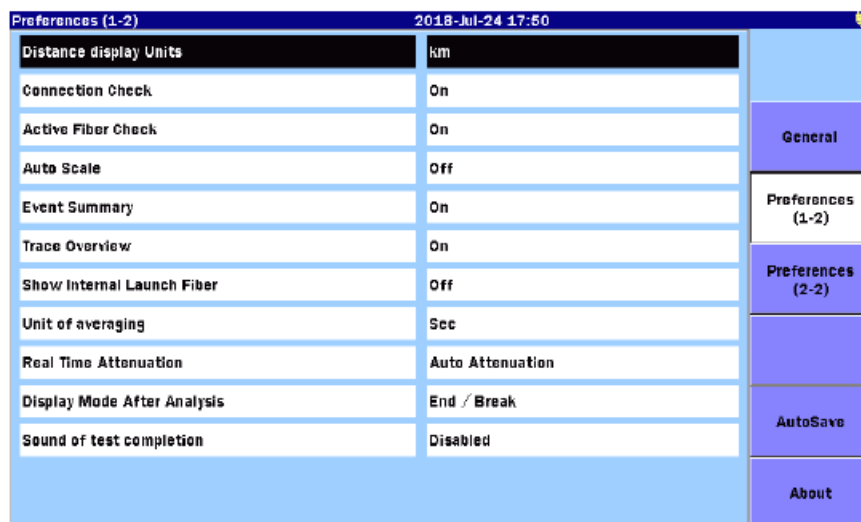 Preferences (1-2) 2018-Jul-24 17:50
Distance display Units km
Connection Check On
Active Fiber Check On
Auto Scale Off
Event Summary On
Trace Overview On
Show Internal Launch Fiber Off
Unit of averaging Sec
Real Time Attenuation Auto Attenuation
Display Mode After Analysis End / Break
Sound of test completion Disabled
General
Preferences
(1-2)
Preferences
(2-2)
AutoSave
About